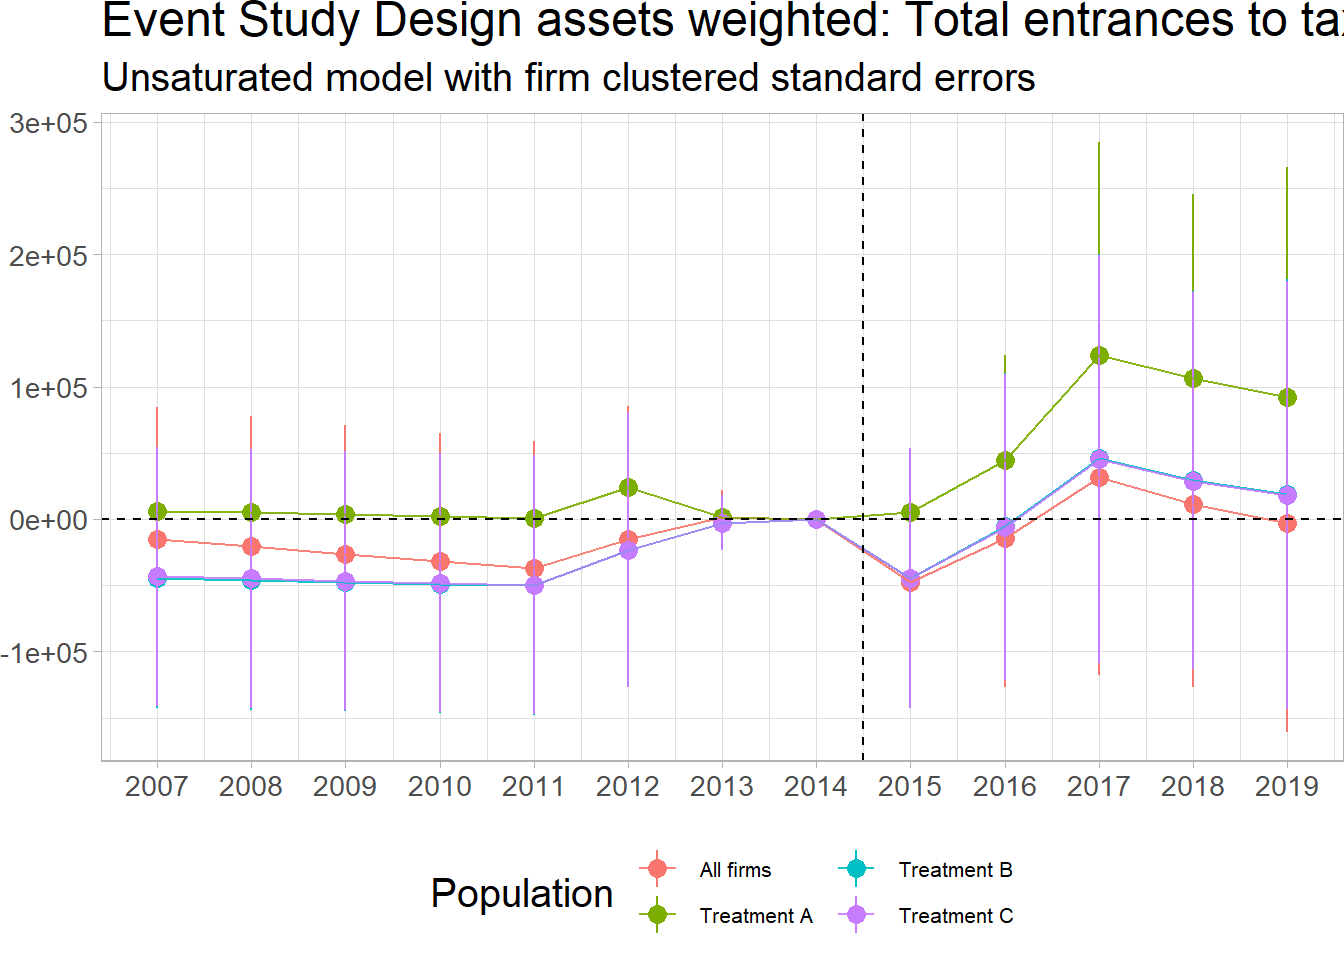 Event Study Design assets weighted: Total entrances to
Unsaturated model with firm clustered standard errors
3e+05
2e+05
1e+05
0e+00
-1e+05
2007 2008 2009 2010 2011 2012 2013 2014 2015 2016 2017 2018 2019
Population
All firms
Treatment A
Treatment B
Treatment C